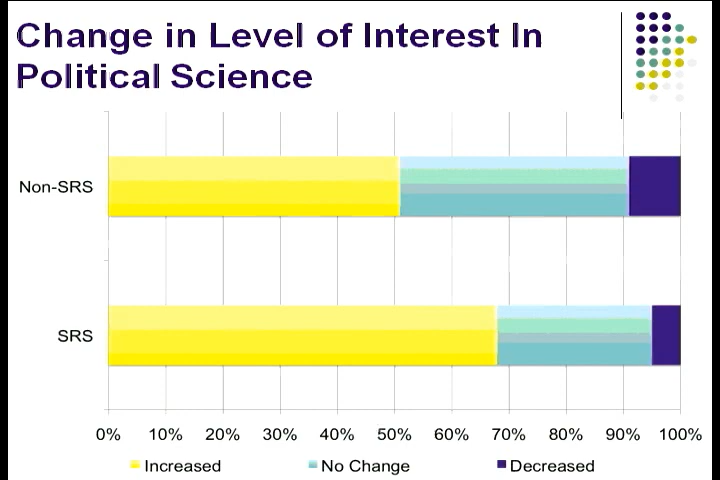 Change in Level of Interest In
Political Science
Non-SRS
SRS
0% 10% 20% 30% 40% 50% 60% 70% 80% 90% 100%
Increased No Change Decreased